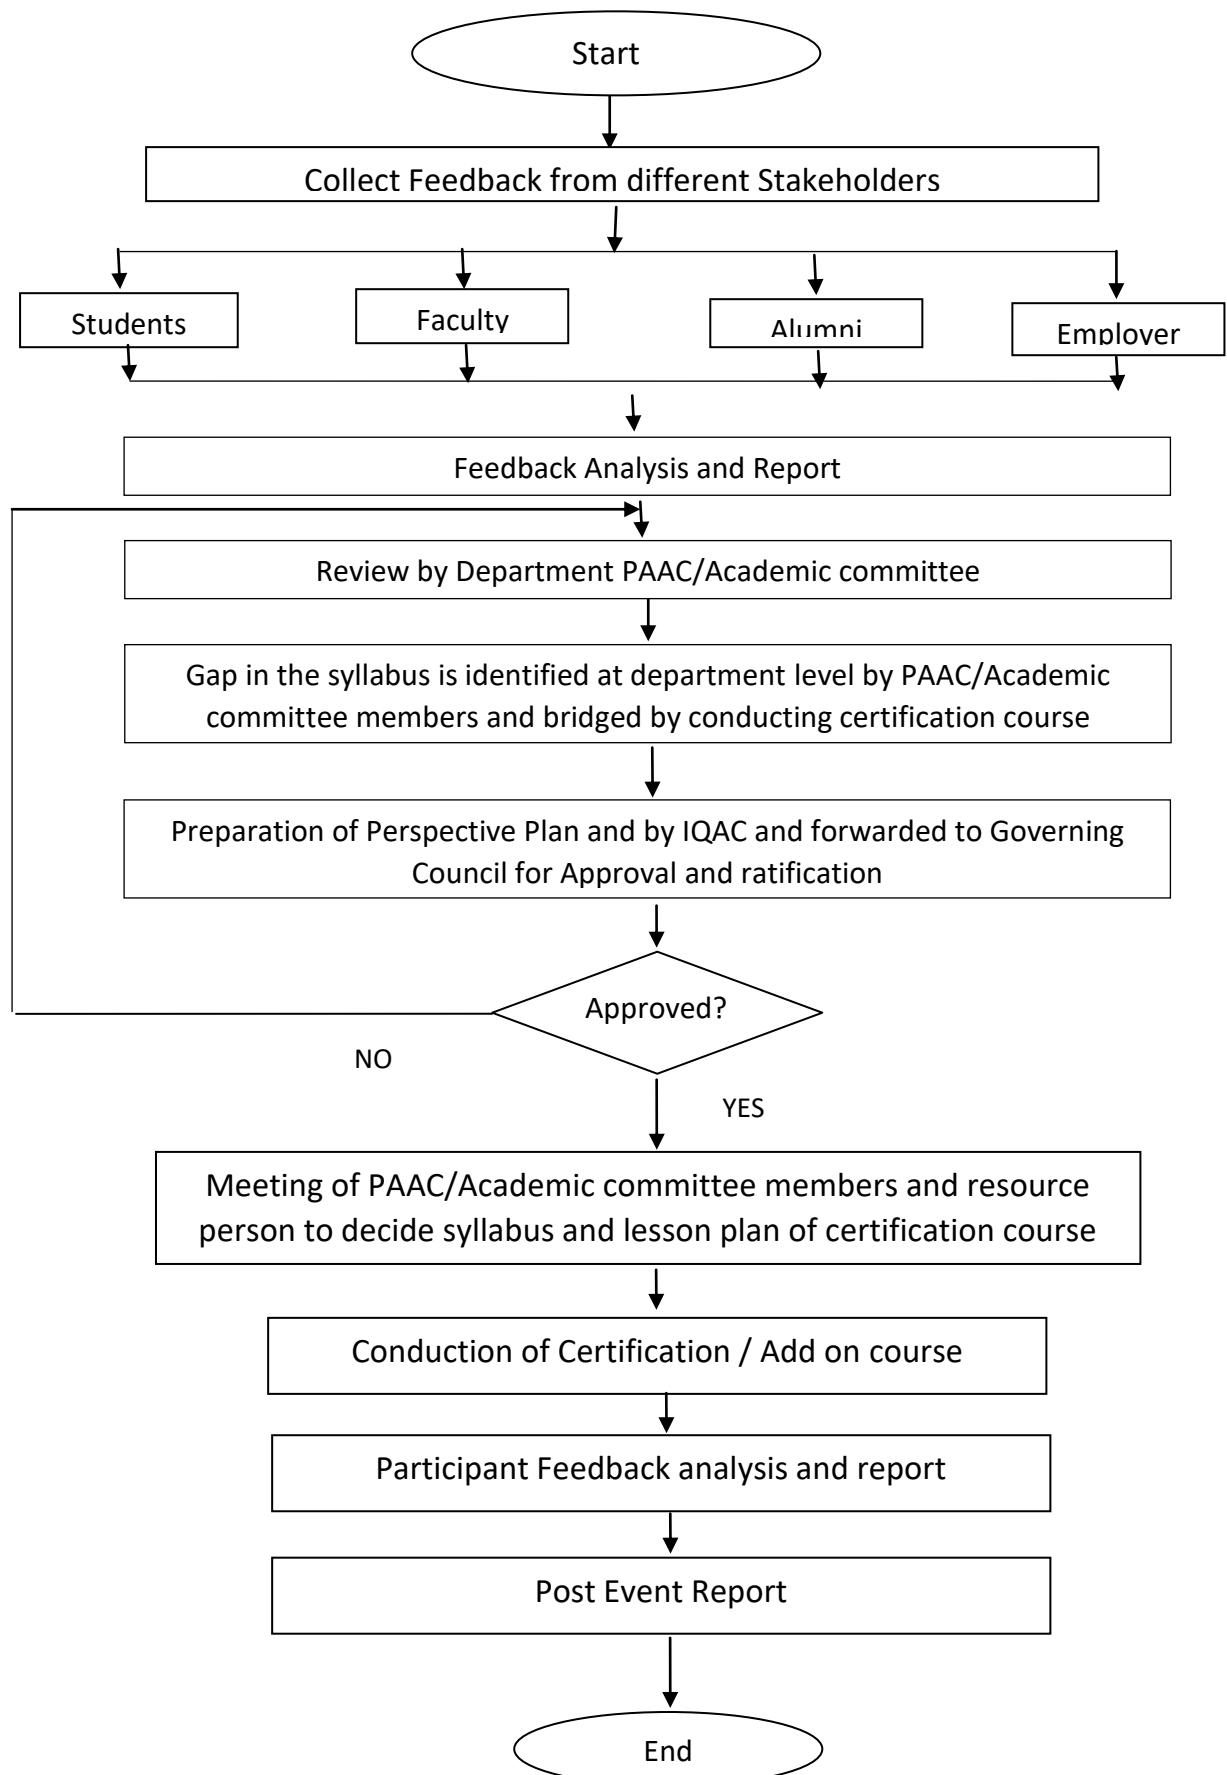 Start
Collect Feedback from different Stakeholders
Students
Faculty
Alumni
Employer
Feedback Analysis and Report
Review by Department PAAC/Academic committee
Gap in the syllabus is identified at department level by PAAC/Academic
committee members and bridged by conducting certification course
Preparation of Perspective Plan and by IQAC and forwarded to Governing
Council for Approval and ratification
Approved?
NO
YES
Meeting of PAAC/Academic committee members and resource
person to decide syllabus and lesson plan of certification course
Conduction of Certification / Add on course
Participant Feedback analysis and report
Post Event Report
End